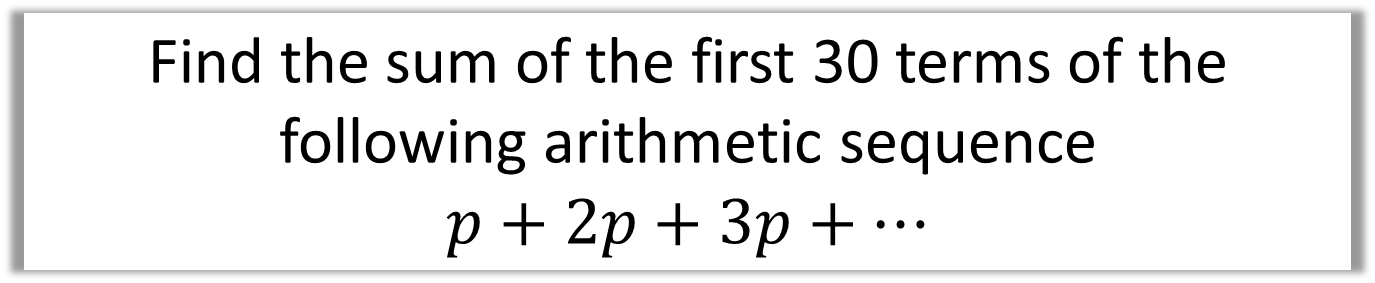 Find the sum of the first 30 terms of the
following arithmetic sequence
𝑝 + 2𝑝 + 3𝑝 + ⋯